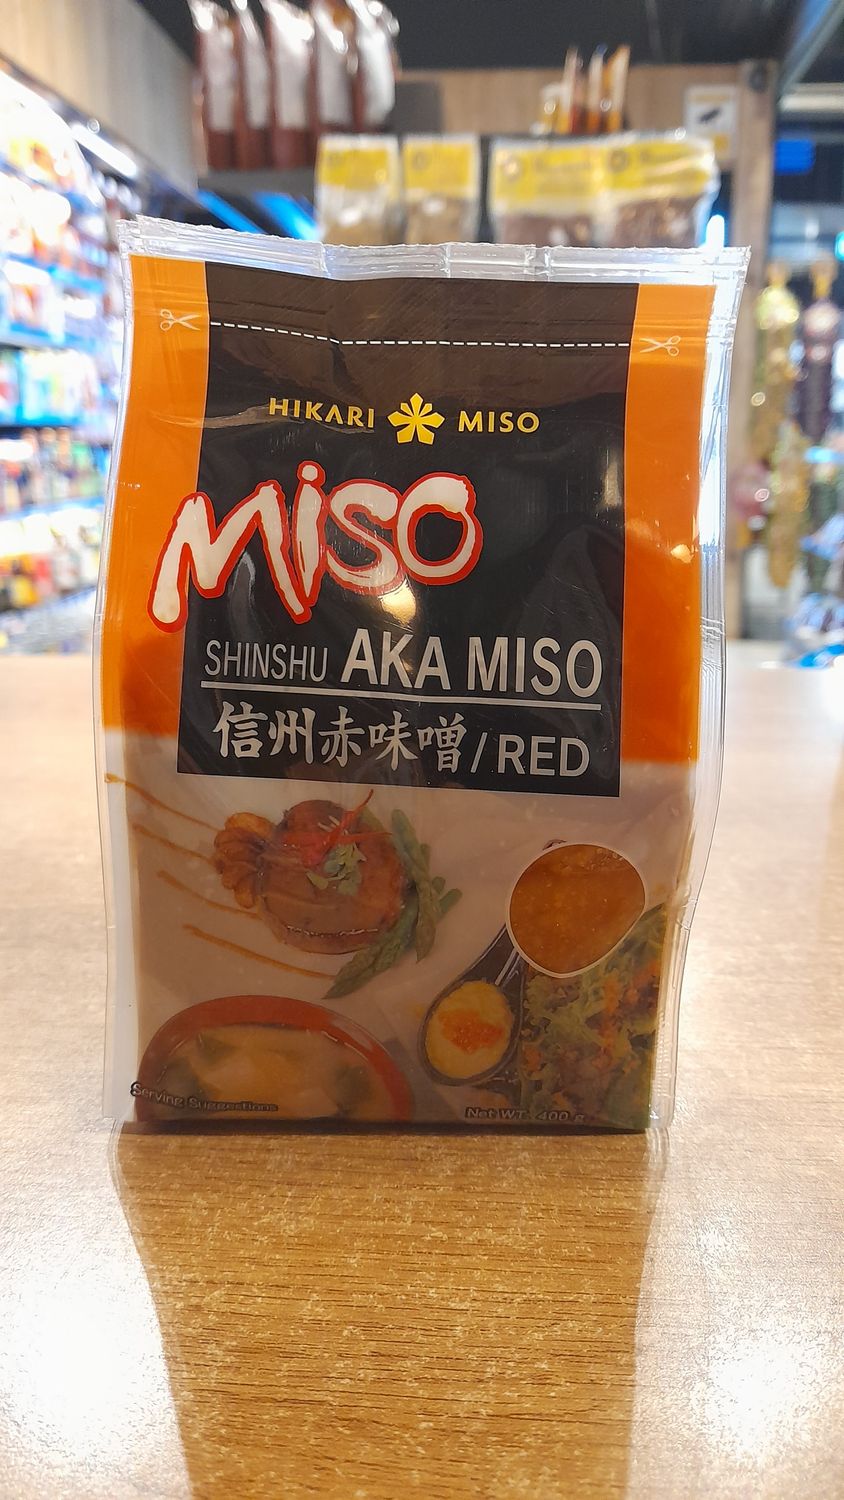 HIKARI MISO
MISO
SHINSHU AKA MISO
信州赤味噌/RED
Serving Suggestions
Net WT. 400 g